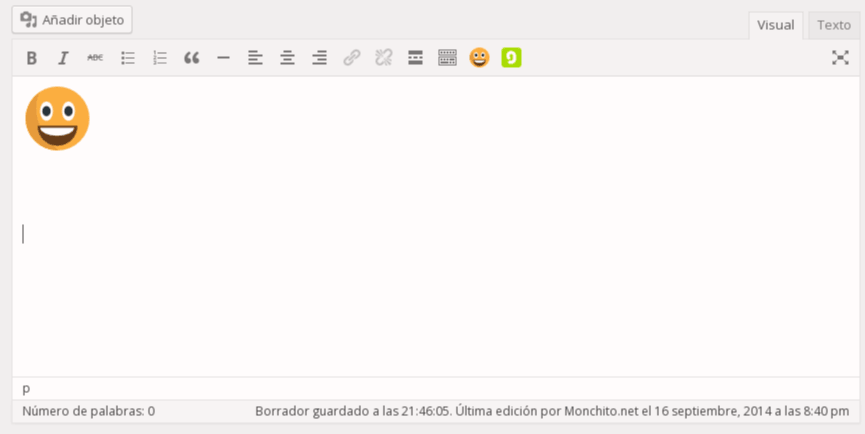 Añadir objeto
Visual Texto
B I ABC
p
Número de palabras: 0 Borrador guardado a las 21:46:05. Última edición por Monchito.net el 16 septiembre, 2014 a las 8:40 pm